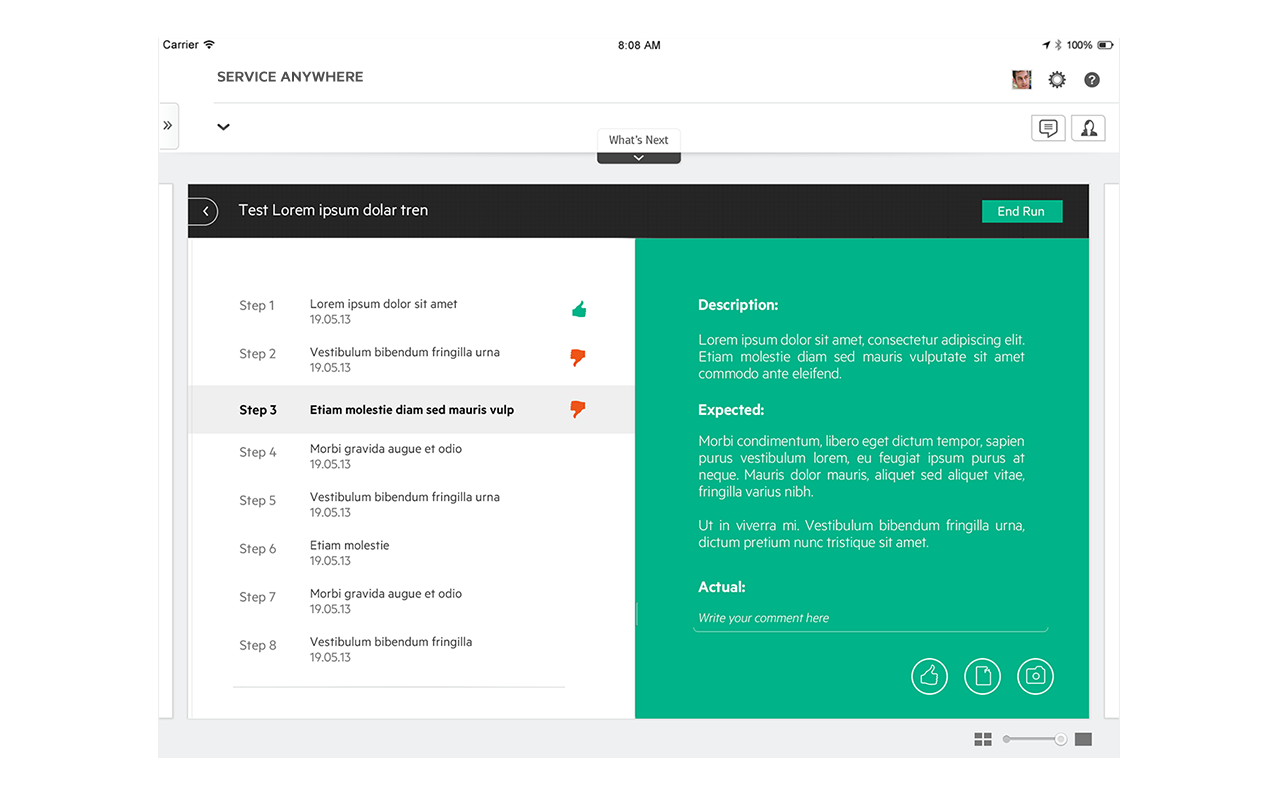 Carrier
8:08 AM
100%
SERVICE ANYWHERE
What's Next
Test Lorem ipsum dolar tren
End Run
Step 1
Lorem ipsum dolor sit amet
19.05.13
Step 2
Vestibulum bibendum fringilla urna
19.05.13
Step 3
Etiam molestie diam sed mauris vulp
Step 4
Morbi gravida augue et odio
19.05.13
Step 5
Vestibulum bibendum fringilla urna
19.05.13
Step 6
Etiam molestie
19.05.13
Step 7
Morbi gravida augue et odio
19.05.13
Step 8
Vestibulum bibendum fringilla
19.05.13
Description:
Lorem ipsum dolor sit amet, consectetur adipiscing elit.
Etiam molestie diam sed mauris vulputate sit amet
commodo ante eleifend.
Expected:
Morbi condimentum, libero eget dictum tempor, sapien
purus vestibulum lorem, eu feugiat ipsum purus at
neque. Mauris dolor mauris, aliquet sed aliquet vitae,
fringilla varius nibh.
Ut in viverra mi. Vestibulum bibendum fringilla urna,
dictum pretium nunc tristique sit amet.
Actual:
Write your comment here